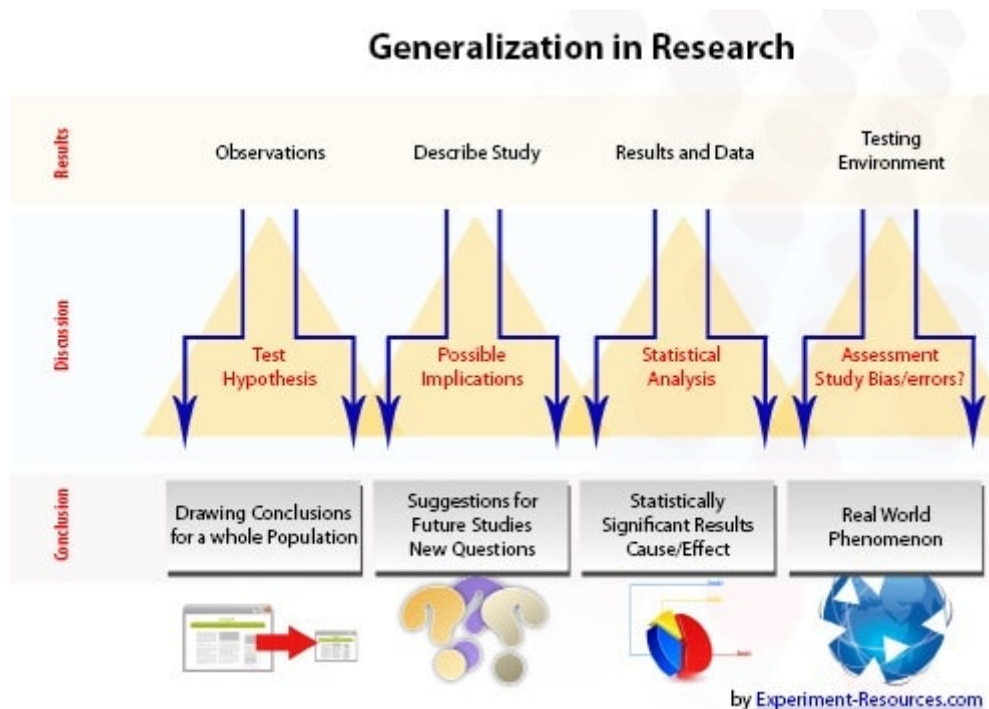 Generalization in Research
Results
Observations
Describe Study
Results and Data
Testing
Environment
Discussion
Test
Hypothesis
Possible
Implications
Statistical
Analysis
Assessment
Study Bias/errors?
Conclusion
Drawing Conclusions
for a whole Population
Suggestions for
Future Studies
New Questions
Statistically
Significant Results
Cause/Effect
Real World
Phenomenon
by Experiment-Resources.com